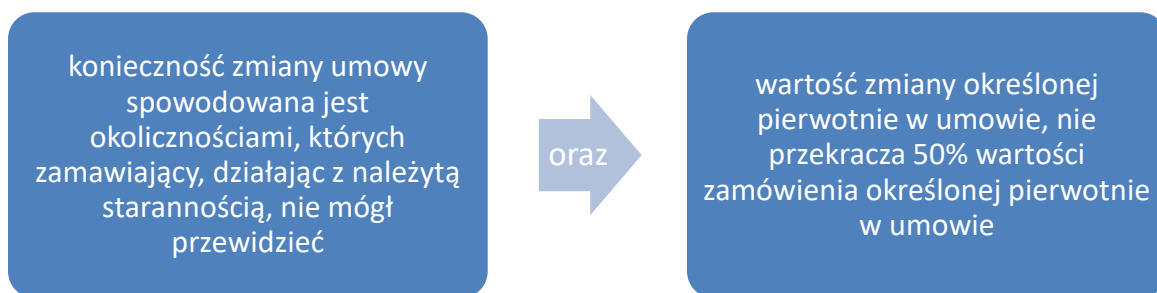 konieczność zmiany umowy
spowodowana jest
okolicznościami, których
zamawiający, działając z należytą
starannością, nie mógł
przewidzieć
oraz
wartość zmiany określonej
pierwotnie w umowie, nie
przekracza 50% wartości
zamówienia określonej pierwotnie
w umowie